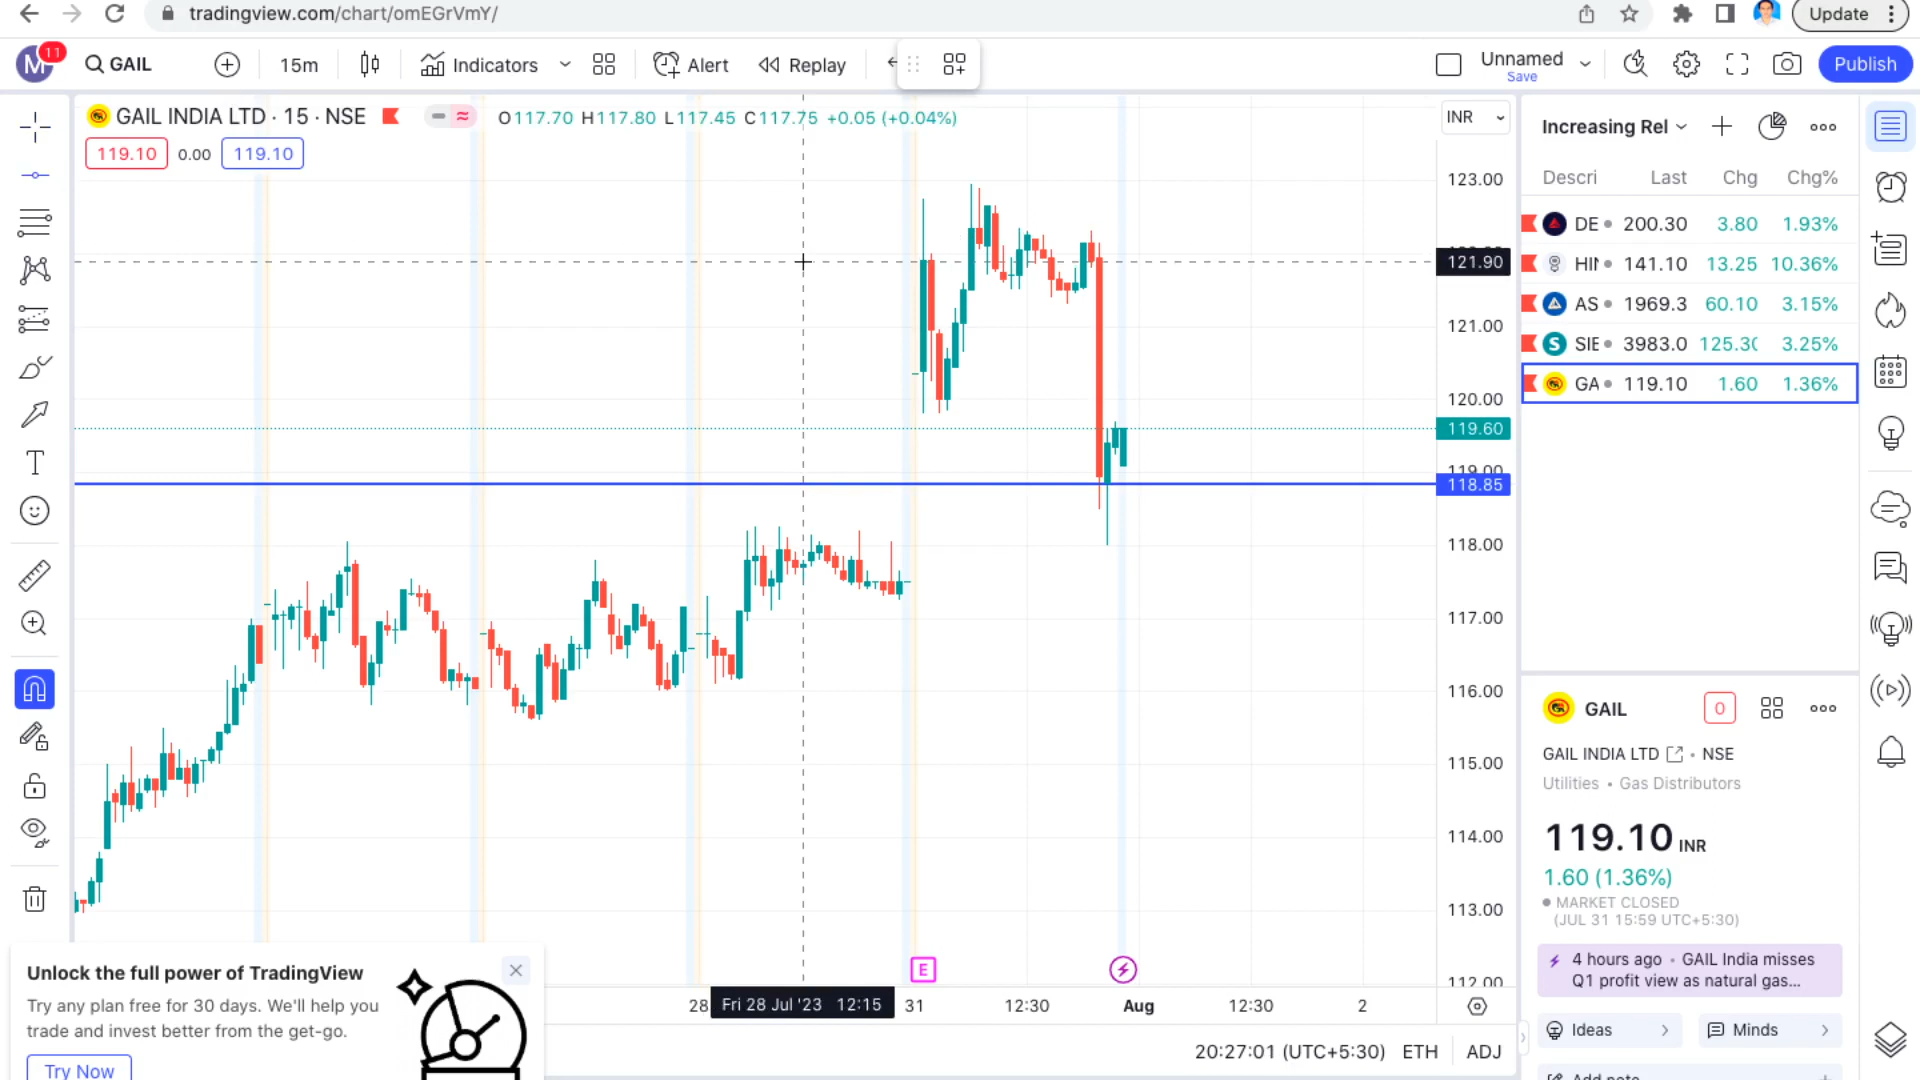 tradingview.com/chart/omEGrVmY/
Update
M
11
GAIL
15m
Indicators
Alert
Replay
Unnamed
Save
Publish
GAIL INDIA LTD · 15 · NSE
O117.70 H117.80 L117.45 C117.75 +0.05 (+0.04%)
119.10
0.00
119.10
INR
123.00
121.90
121.00
120.00
119.60
119.00
118.85
118.00
117.00
116.00
115.00
114.00
113.00
112.00
E
28
Fri 28 Jul '23 12:15
31
12:30
Aug
12:30
2
20:27:01 (UTC+5:30)
ETH
ADJ
Unlock the full power of TradingView
Try any plan free for 30 days. We'll help you
trade and invest better from the get-go.
Try Now
Increasing Rel
Descri Last Chg Chg%
DE 200.30 3.80 1.93%
HIN 141.10 13.25 10.36%
AS 1969.3 60.10 3.15%
S SIE 3983.0 125.30 3.25%
GA 119.10 1.60 1.36%
GAIL
0
GAIL INDIA LTD • NSE
Utilities • Gas Distributors
119.10 INR
1.60 (1.36%)
MARKET CLOSED
(JUL 31 15:59 UTC+5:30)
4 hours ago • GAIL India misses
Q1 profit view as natural gas...
Ideas
Minds
Add note